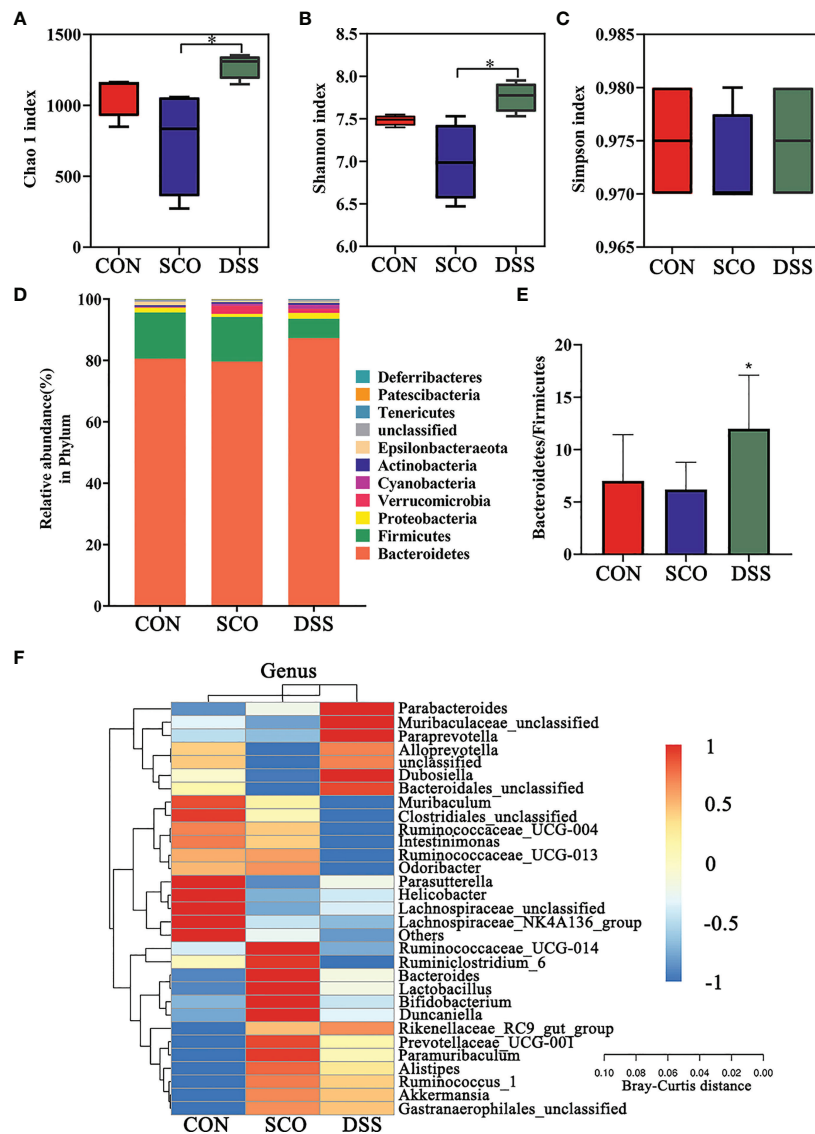 A
B
C
Chao 1 index
1500
1000
500
0
*
CON
SCO
DSS
Shannon index
8.5
8.0
7.5
7.0
6.5
6.0
*
CON
SCO
DSS
Simpson index
0.985
0.980
0.975
0.970
0.965
CON
SCO
DSS
D
Relative abundance(%)
in Phylum
100
80
60
40
20
0
CON
SCO
DSS
Deferribacteres
Patescibacteria
Tenericutes
unclassified
Epsilonbacteraeota
Actinobacteria
Cyanobacteria
Verrucomicrobia
Proteobacteria
Firmicutes
Bacteroidetes
E
Bacteroidetes/Firmicutes
20
15
10
5
0
*
CON
SCO
DSS
F
Genus
Parabacteroides
Muribaculaceae_unclassified
Paraprevotella
Alloprevotella
unclassified
Dubosiella
Bacteroidales_unclassified
Muribaculum
Clostridiales_unclassified
Ruminococcaceae_UCG-004
Intestinimonas
Ruminococcaceae_UCG-013
Odoribacter
Parasutterella
Helicobacter
Lachnospiraceae_unclassified
Lachnospiraceae_NK4A136_group
Others
Ruminococcaceae_UCG-014
Ruminiclostridium_6
Bacteroides
Lactobacillus
Bifidobacterium
Duncaniella
Rikenellaceae_RC9_gut_group
Prevotellaceae_UCG-001
Paramuribaculum
Alistipes
Ruminococcus_1
Akkermansia
Gastranaerophilales_unclassified
CON
SCO
DSS
1
0.5
0
-0.5
-1
0.10 0.08 0.06 0.04 0.02 0.00
Bray-Curtis distance